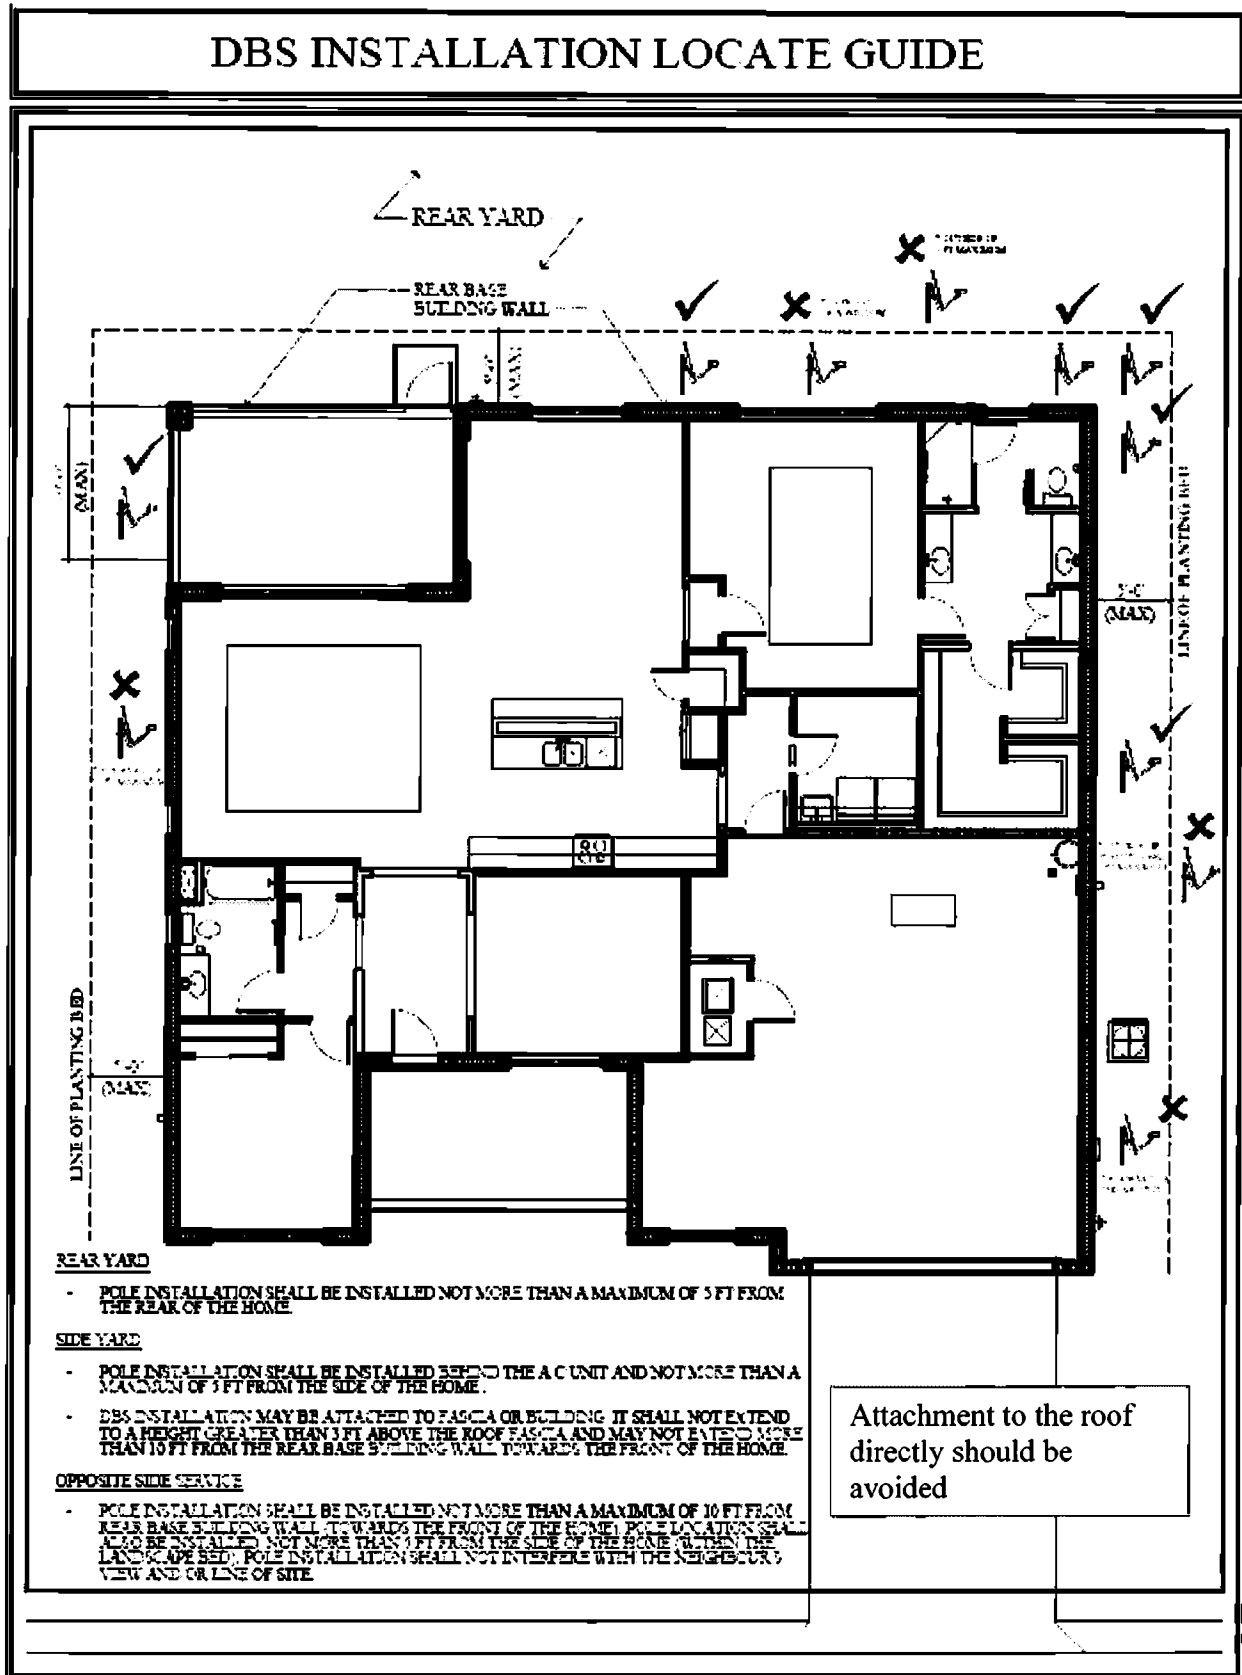 DBS INSTALLATION LOCATE GUIDE
REAR YARD
REAR BASE
BUILDING WALL
(MAX)
(MAX)
LINE OF PLANTING BED
(MAX)
LINE OF PLANTING BED
(MAX)
REAR YARD
- POLE INSTALLATION SHALL BE INSTALLED NOT MORE THAN A MAXIMUM OF 5 FT FROM
THE REAR OF THE HOME.
SIDE YARD
- POLE INSTALLATION SHALL BE INSTALLED BEHIND THE A C UNIT AND NOT MORE THAN A
MAXIMUM OF FT FROM THE SIDE OF THE HOME.
- DBS INSTALLATION MAY BE ATTACHED TO FASCIA OR BUILDING. IT SHALL NOT EXTEND
TO A HEIGHT GREATER THAN 3 FT ABOVE THE ROOF FASCIA AND MAY NOT EXTEND MORE
THAN 10 FT FROM THE REAR BASE BUILDING WALL TOWARDS THE FRONT OF THE HOME.
OPPOSITE SIDE SERVICE
- POLE INSTALLATION SHALL BE INSTALLED NOT MORE THAN A MAXIMUM OF 10 FT FROM
REAR BASE BUILDING WALL (TOWARDS THE FRONT OF THE HOME). POLE LOCATION SHALL
ALSO BE INSTALLED NOT MORE THAN FT FROM THE SIDE OF THE HOME (WITHIN THE
LANDSCAPE BED). POLE INSTALLATION SHALL NOT INTERFERE WITH THE NEIGHBOUR'S
VIEW AND OR LINE OF SITE.
Attachment to the roof
directly should be
avoided